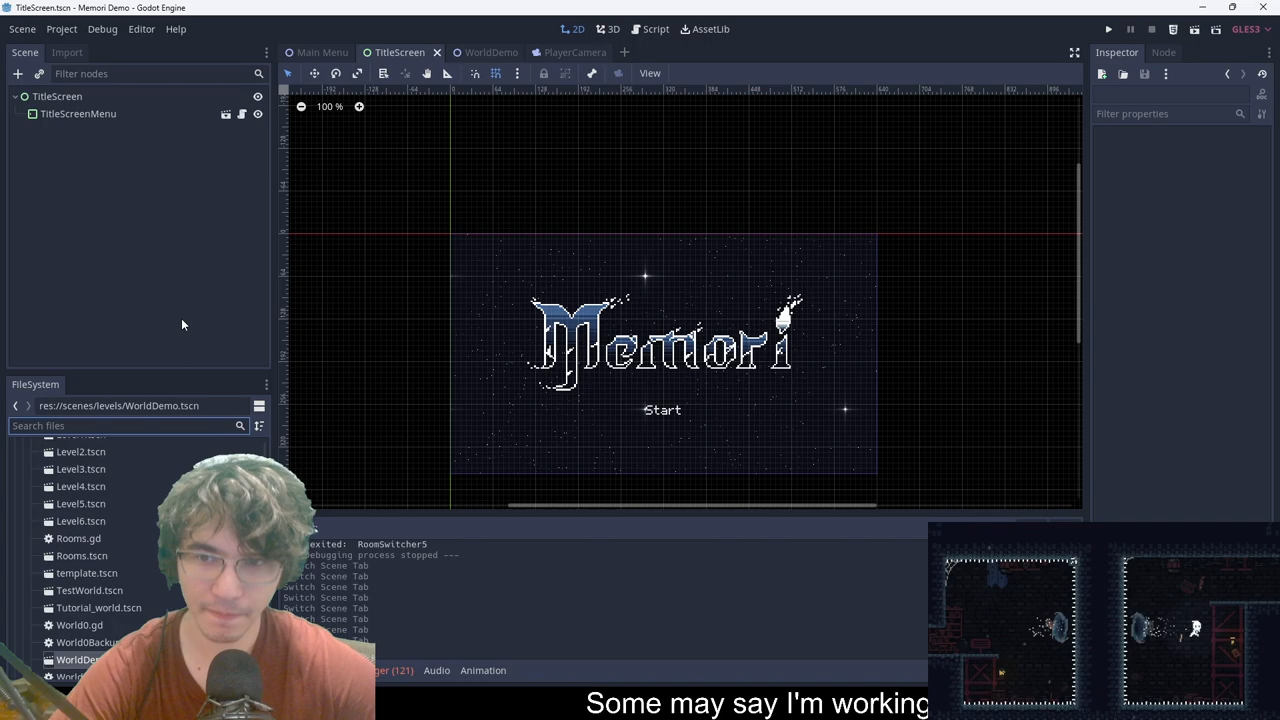 TitleScreen.tscn - Memori Demo - Godot Engine
Scene Project Debug Editor Help
2D 3D Script AssetLib
GLES3
Scene Import
Main Menu TitleScreen WorldDemo PlayerCamera
Inspector Node
Filter nodes
View
TitleScreen
100 %
TitleScreenMenu
Filter properties
Memori
Start
FileSystem
res://scenes/levels/WorldDemo.tscn
Search files
Level2.tscn
Level3.tscn
Level4.tscn
Level5.tscn
Level6.tscn
Rooms.gd
Rooms.tscn
template.tscn
TestWorld.tscn
Tutorial_world.tscn
World0.gd
exited: RoomSwitcher5
Debugging process stopped ---
Switch Scene Tab
Switch Scene Tab
Switch Scene Tab
Switch Scene Tab
(121) Audio Animation
Some may say I'm working